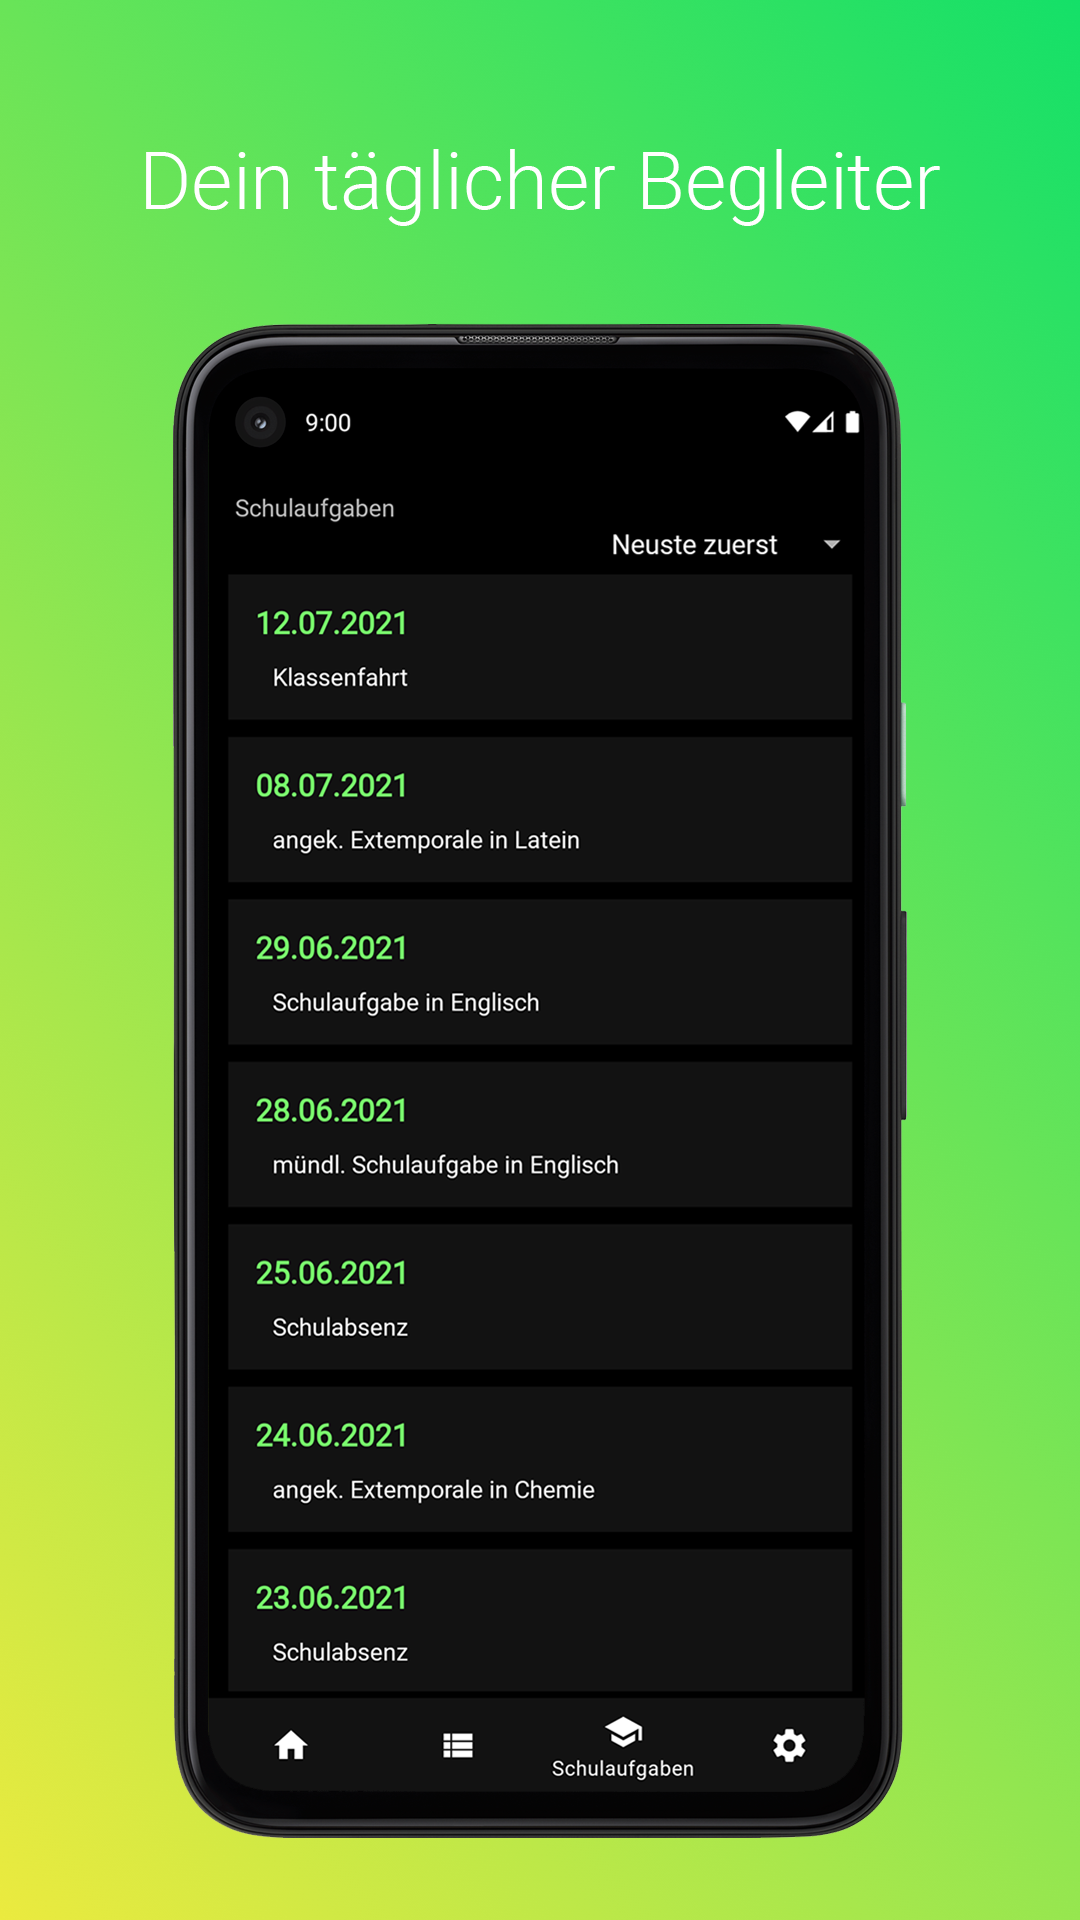 Dein täglicher Begleiter
9:00
Schulaufgaben
Neuste zuerst
12.07.2021
Klassenfahrt
08.07.2021
angek. Extemporale in Latein
29.06.2021
Schulaufgabe in Englisch
28.06.2021
mündl. Schulaufgabe in Englisch
25.06.2021
Schulabsenz
24.06.2021
angek. Extemporale in Chemie
23.06.2021
Schulabsenz
Schulaufgaben